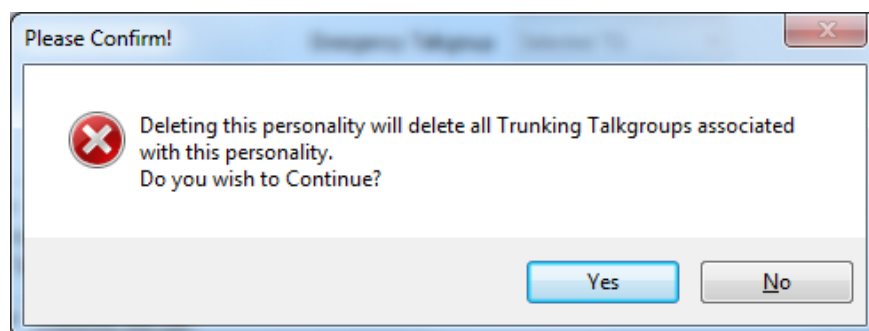 Please Confirm!
Deleting this personality will delete all Trunking Talkgroups associated
with this personality.
Do you wish to Continue?
Yes
No